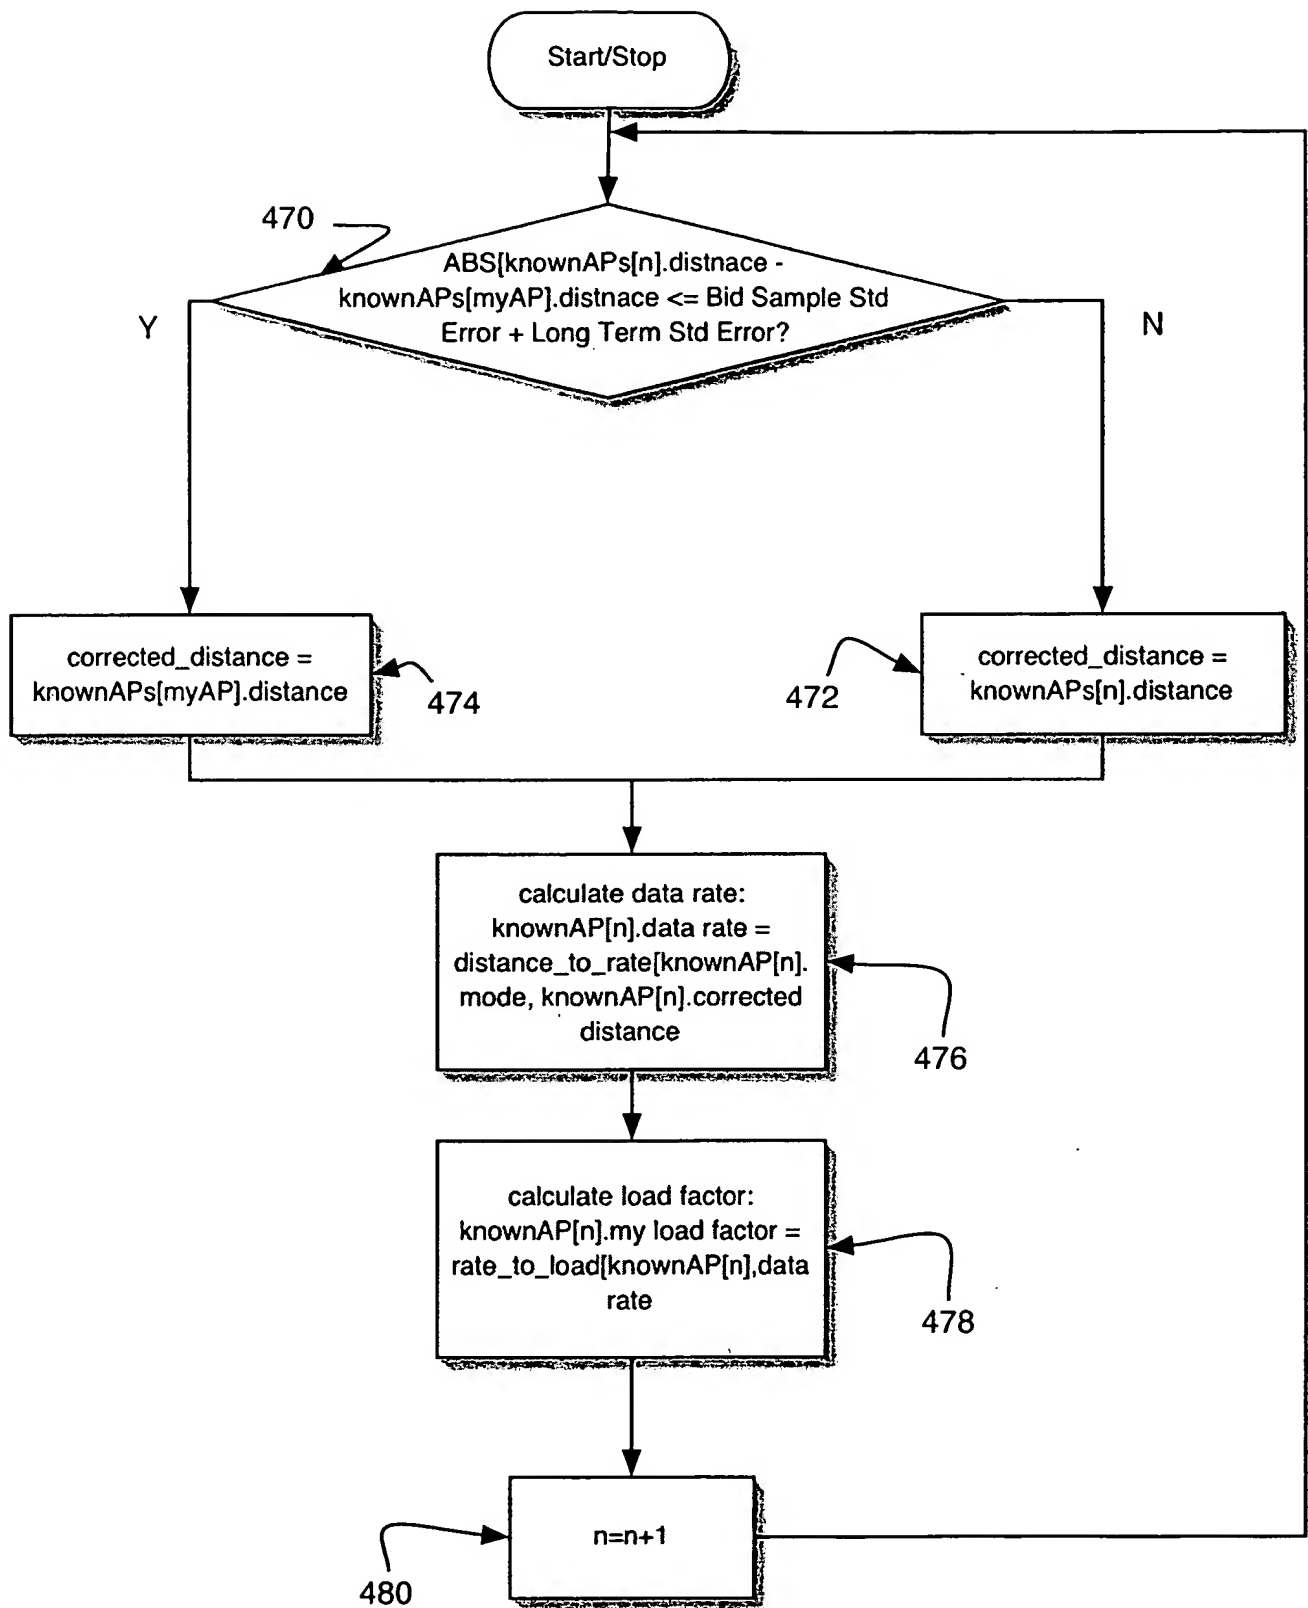 Start/Stop
470
ABS[knownAPs[n].distnace -
knownAPs[myAP].distnace <= Bid Sample Std
Error + Long Term Std Error?
Y
N
corrected_distance =
knownAPs[myAP].distance
474
472
corrected_distance =
knownAPs[n].distance
calculate data rate:
knownAP[n].data rate =
distance_to_rate[knownAP[n].
mode, knownAP[n].corrected
distance
476
calculate load factor:
knownAP[n].my load factor =
rate_to_load[knownAP[n],data
rate
478
n=n+1
480